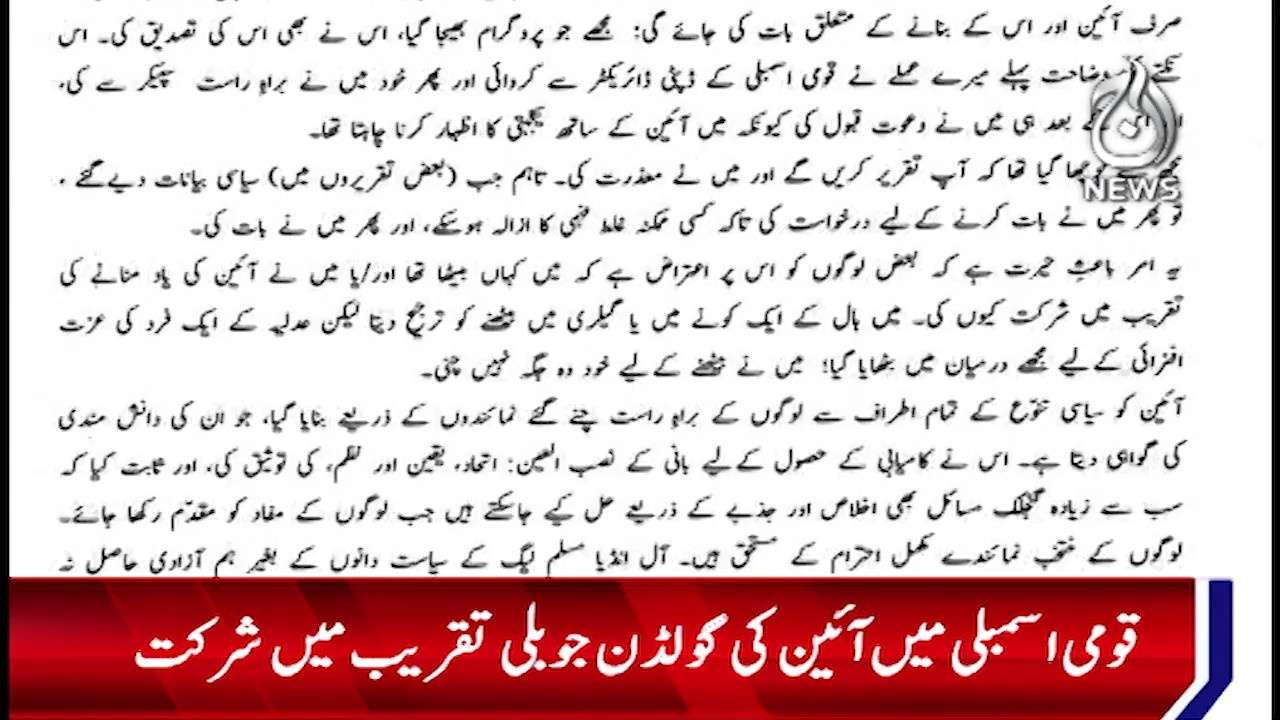 صرف آئین اور اس کے بنانے کے متعلق بات کی جائے گی: مجھے جو پروگرام بھیجا گیا، اس نے بھی اس کی تصدیق کی۔ اس
نکتے وضاحت پہلے میرے عملے نے قومی اسمبلی کے ڈپٹی ڈائریکٹر سے کروائی اور پھر خود میں نے براہِ راست سپیکر سے کی،
بعد ہی میں نے دعوت قبول کی کیونکہ میں آئین کے ساتھ یکجہتی کا اظہار کرنا چاہتا تھا۔
گیا تھا کہ آپ تقریر کریں گے اور میں نے معذرت کی۔ تاہم جب (بعض تقریروں میں) سیاسی بیانات دیے گئے،
تو پھر میں نے بات کرنے کے لیے درخواست کی تاکہ کسی ممکنہ غلط فہمی کا ازالہ ہوسکے، اور پھر میں نے بات کی۔
یہ امر باعثِ حیرت ہے کہ بعض لوگوں کو اس پر اعتراض ہے کہ میں کہاں بیٹھا تھا اور/یا میں نے آئین کی یاد منانے کی
تقریب میں شرکت کیوں کی۔ میں ہال کے ایک کونے میں یا گیلری میں بیٹھنے کو ترجیح دیتا لیکن عدلیہ کے ایک فرد کی عزت
افزائی کے لیے مجھے درمیان میں بٹھایا گیا؛ میں نے بیٹھنے کے لیے خود وہ جگہ نہیں چنی۔
آئین کو سیاسی تنوّع کے تمام اطراف سے لوگوں کے براہِ راست چنے گئے نمائندوں کے ذریعے بنایا گیا، جو ان کی دانش مندی
کی گواہی دیتا ہے۔ اس نے کامیابی کے حصول کے لیے بانی کے نصب العین: اتحاد، یقین اور نظم، کی توثیق کی، اور ثابت کیا کہ
سب سے زیادہ گنجلک مسائل بھی اخلاص اور جذبے کے ذریعے حل کیے جاسکتے ہیں جب لوگوں کے مفاد کو مقدّم رکھا جائے۔
لوگوں کے منتخب نمائندے مکمل احترام کے مستحق ہیں۔ آل انڈیا مسلم لیگ کے سیاست دانوں کے بغیر ہم آزادی حاصل نہ
NEWS
قومی اسمبلی میں آئین کی گولڈن جوبلی تقریب میں شرکت